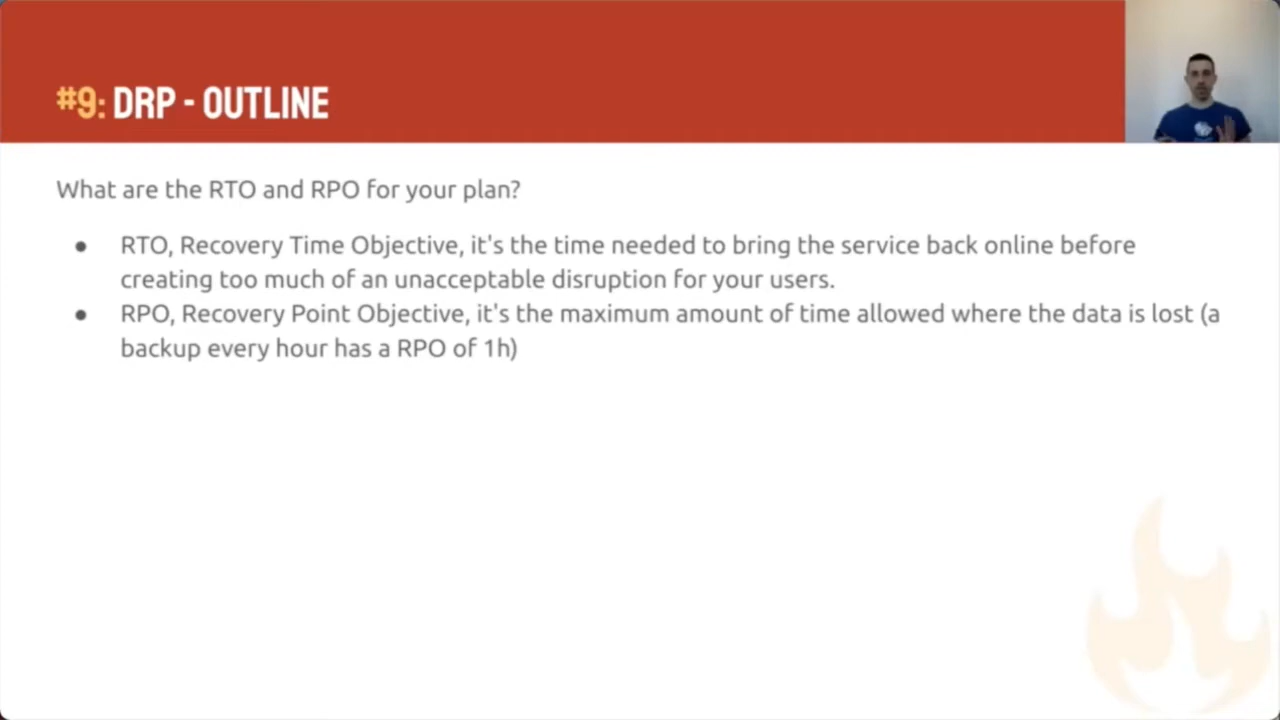 #9: DRP - OUTLINE
What are the RTO and RPO for your plan?
● RTO, Recovery Time Objective, it's the time needed to bring the service back online before
creating too much of an unacceptable disruption for your users.
● RPO, Recovery Point Objective, it's the maximum amount of time allowed where the data is lost (a
backup every hour has a RPO of 1h)